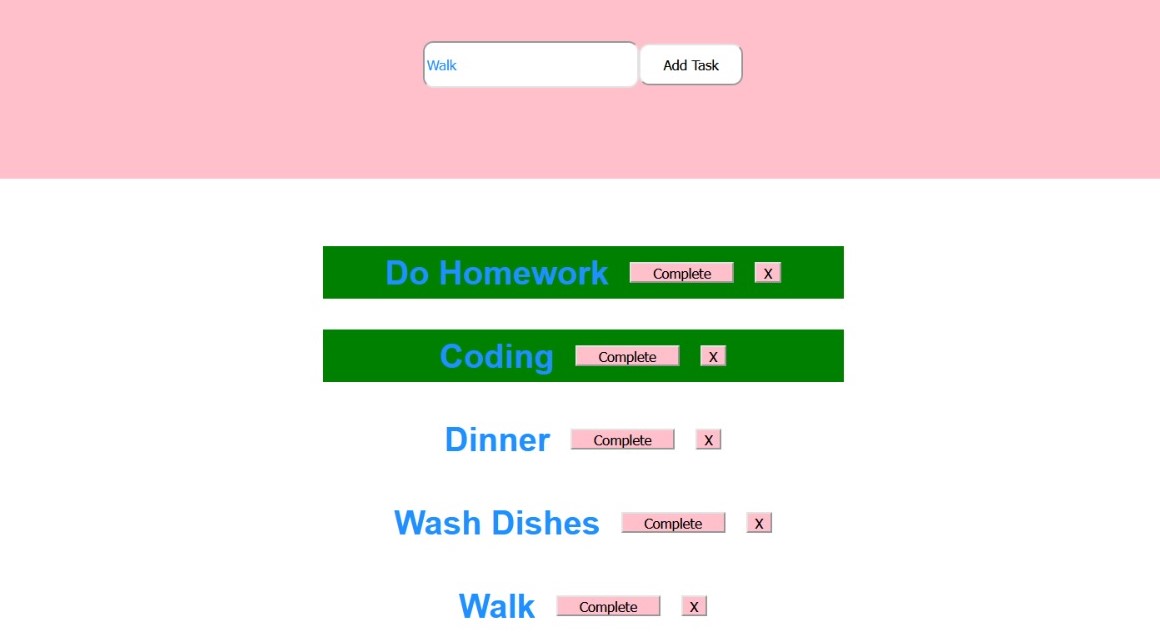 Walk Add Task
Do Homework Complete X
Coding Complete X
Dinner Complete X
Wash Dishes Complete X
Walk Complete X